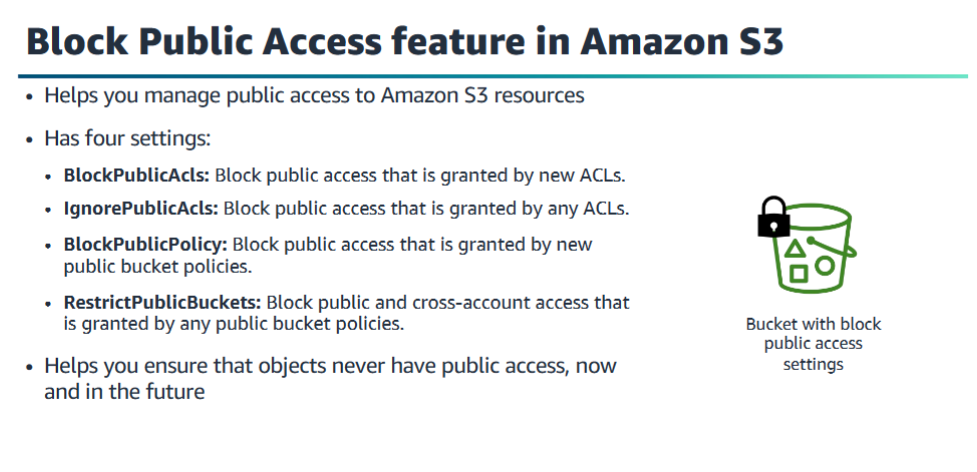 Block Public Access feature in Amazon S3
• Helps you manage public access to Amazon S3 resources
• Has four settings:
• BlockPublicAcls: Block public access that is granted by new ACLs.
• IgnorePublicAcls: Block public access that is granted by any ACLs.
• BlockPublicPolicy: Block public access that is granted by new
public bucket policies.
• RestrictPublicBuckets: Block public and cross-account access that
is granted by any public bucket policies.
• Helps you ensure that objects never have public access, now
and in the future
Bucket with block
public access
settings